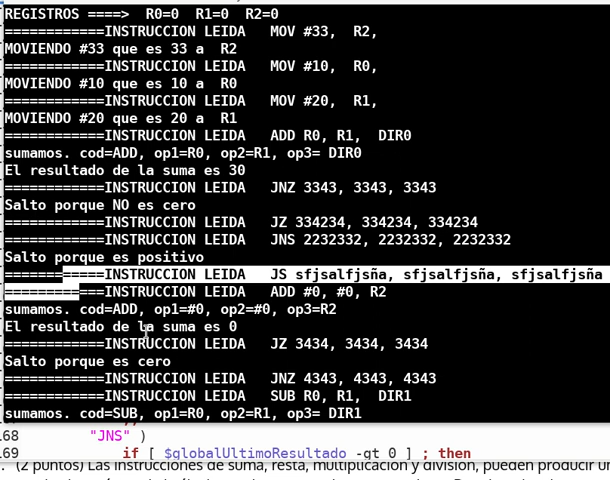 REGISTROS ====> R0=0 R1=0 R2=0
============INSTRUCCION LEIDA MOV #33, R2,
MOVIENDO #33 que es 33 a R2
============INSTRUCCION LEIDA MOV #10, R0,
MOVIENDO #10 que es 10 a R0
============INSTRUCCION LEIDA MOV #20, R1,
MOVIENDO #20 que es 20 a R1
============INSTRUCCION LEIDA ADD R0, R1, DIR0
sumamos. cod=ADD, op1=R0, op2=R1, op3= DIR0
El resultado de la suma es 30
============INSTRUCCION LEIDA JNZ 3343, 3343, 3343
Salto porque NO es cero
============INSTRUCCION LEIDA JZ 334234, 334234, 334234
============INSTRUCCION LEIDA JNS 2232332, 2232332, 2232332
Salto porque es positivo
============INSTRUCCION LEIDA JS sfjsalfjsña, sfjsalfjsña, sfjsalfjsña
============INSTRUCCION LEIDA ADD #0, #0, R2
sumamos. cod=ADD, op1=#0, op2=#0, op3=R2
El resultado de la suma es 0
============INSTRUCCION LEIDA JZ 3434, 3434, 3434
Salto porque es cero
============INSTRUCCION LEIDA JNZ 4343, 4343, 4343
============INSTRUCCION LEIDA SUB R0, R1, DIR1
sumamos. cod=SUB, op1=R0, op2=R1, op3= DIR1
68 "JNS" )
169 if [ $globalUltimoResultado -gt 0 ] ; then
(2 puntos) Las instrucciones de suma, resta, multiplicación y división, pueden producir